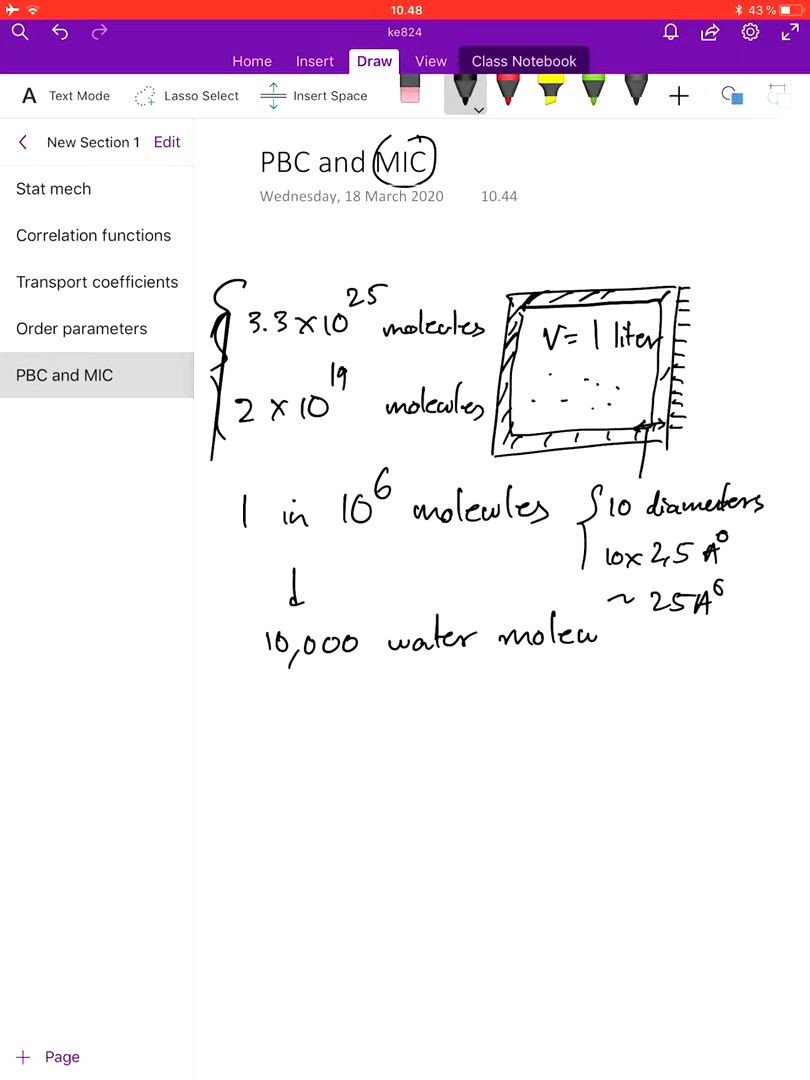 10.48
43 %
ke824
Home Insert Draw View Class Notebook
A Text Mode Lasso Select Insert Space
New Section 1 Edit
Stat mech
Correlation functions
Transport coefficients
Order parameters
PBC and MIC
Page
PBC and MIC
Wednesday, 18 March 2020 10.44
3.3 × 10^25 molecules
V = 1 liter
2 × 10^19 molecules
1 in 10^6 molecules
10 diameters
10 x 2,5 A°
~ 25 A°
10,000 water molecu